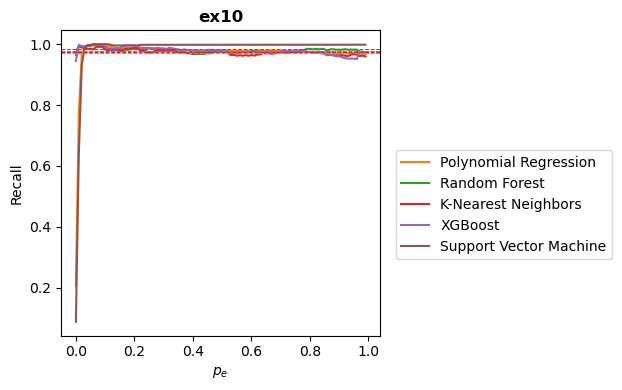 ex10
1.0
0.8
0.6
0.4
0.2
Recall
0.0 0.2 0.4 0.6 0.8 1.0
pₑ
Polynomial Regression
Random Forest
K-Nearest Neighbors
XGBoost
Support Vector Machine